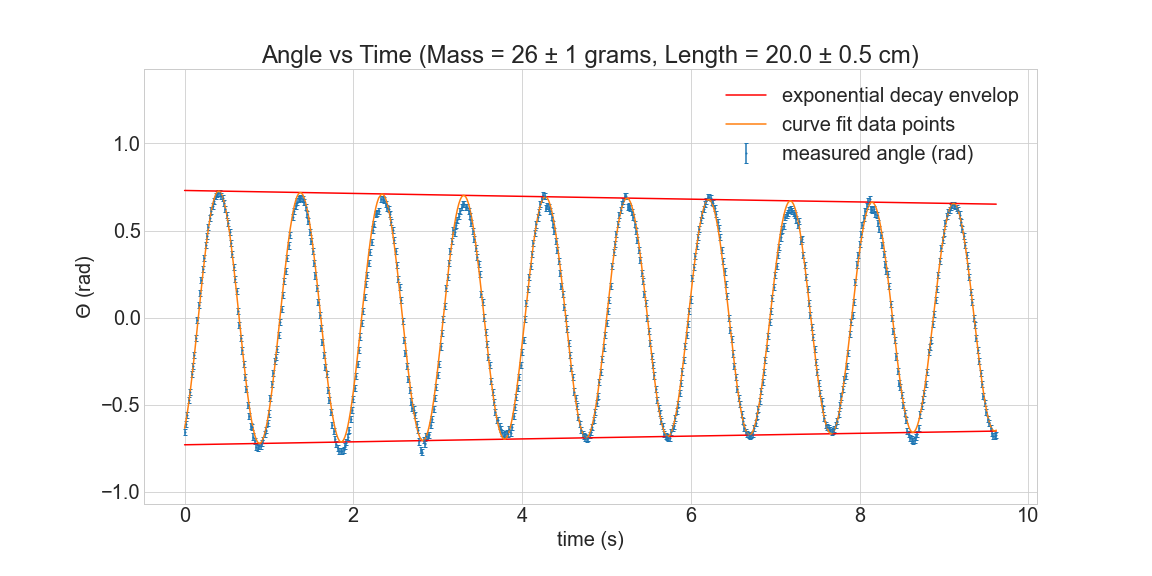 Angle vs Time (Mass = 26 ± 1 grams, Length = 20.0 ± 0.5 cm)
exponential decay envelop
curve fit data points
measured angle (rad)
1.0
0.5
0.0
−0.5
−1.0
Θ (rad)
0 2 4 6 8 10
time (s)